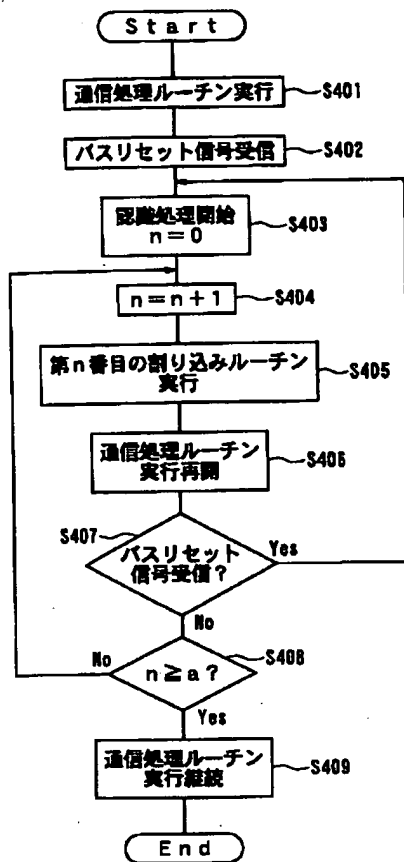 Start
通信処理ルーチン実行
S401
バスリセット信号受信
S402
認識処理開始
n=0
S403
n=n+1
S404
第n番目の割り込みルーチン
実行
S405
通信処理ルーチン
実行再開
S406
S407
バスリセット
信号受信?
Yes
No
n≧a?
S408
No
Yes
通信処理ルーチン
実行継続
S409
End